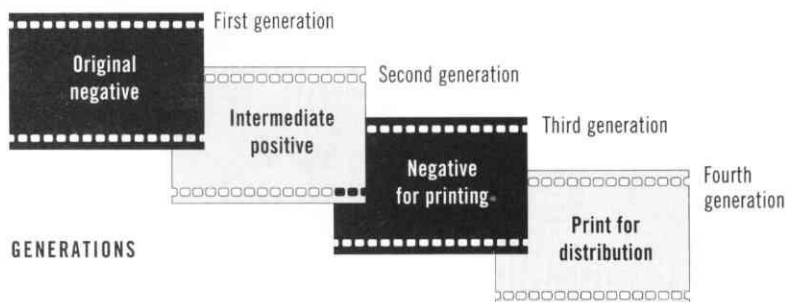 First generation
Original
negative
Second generation
Intermediate
positive
Third generation
Negative
for printing
Fourth
generation
Print for
distribution
GENERATIONS